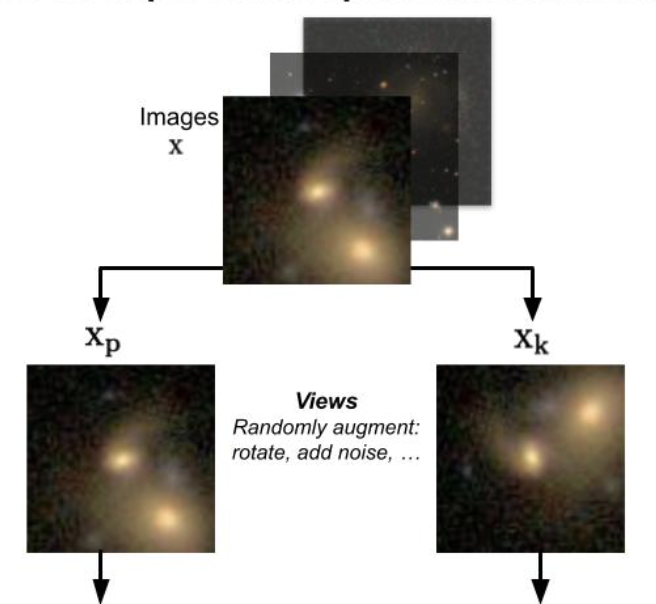 Images
x
x_p
x_k
Views
Randomly augment:
rotate, add noise, …